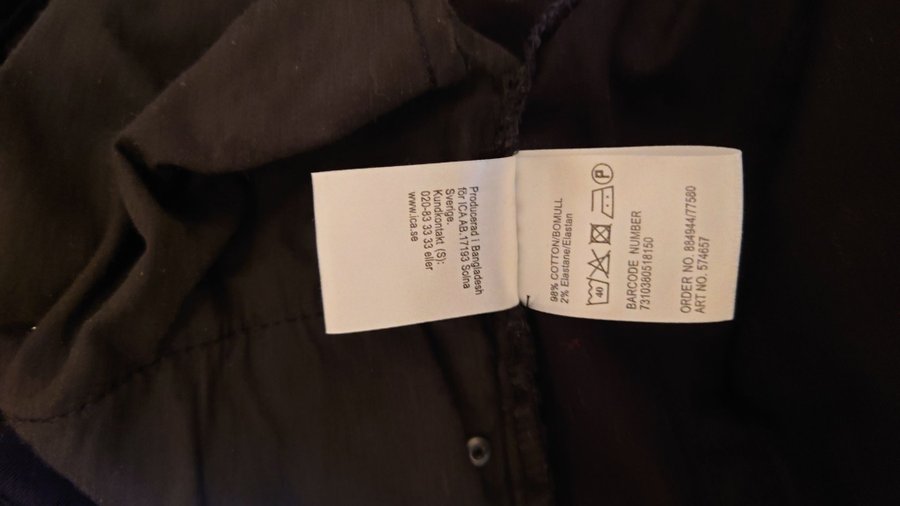 Producerad i Bangladesh
för ICA AB. 17193 Solna
Sverige.
Kundkontakt (S):
020-83 33 33 eller
www.ica.se
98% COTTON/BOMULL
2% Elastane/Elastan
40 P
BARCODE NUMBER
7310380518150
ORDER NO. 884944/77580
ART NO. 574657